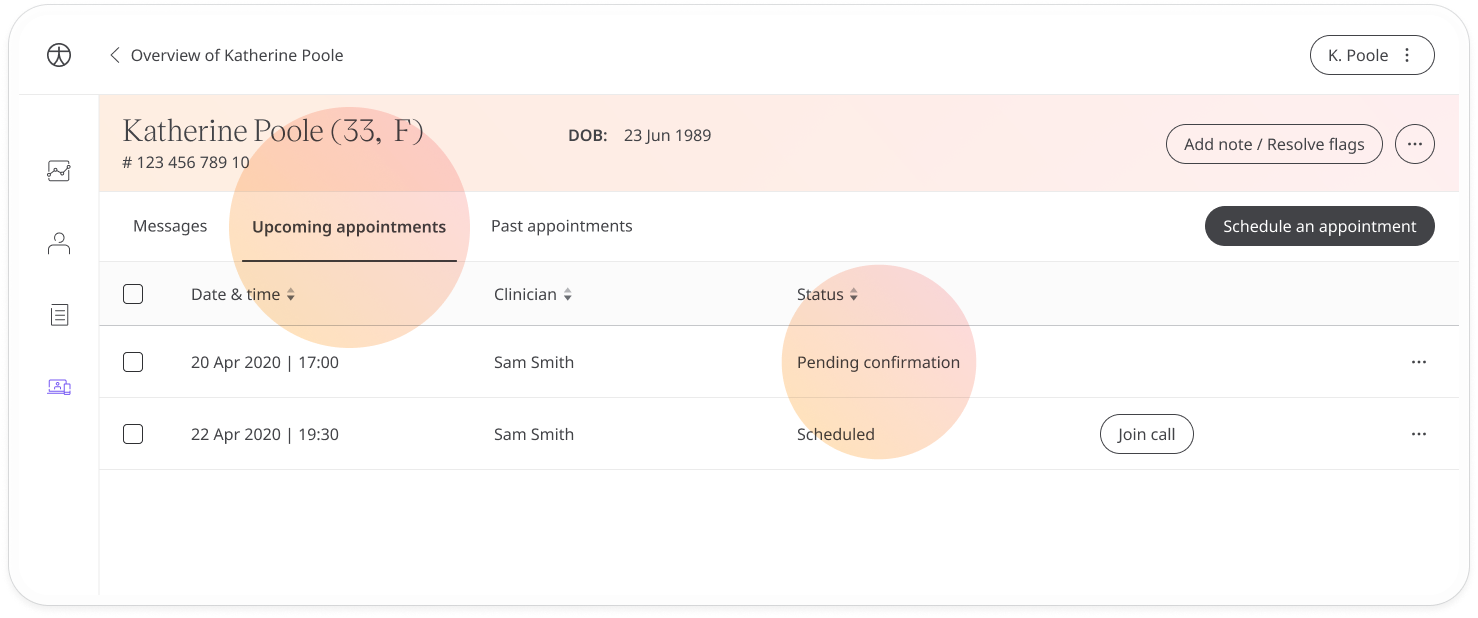 Overview of Katherine Poole K. Poole
Katherine Poole (33, F) DOB: 23 Jun 1989
# 123 456 789 10 Add note / Resolve flags
Messages Upcoming appointments Past appointments Schedule an appointment
Date & time Clinician Status
20 Apr 2020 | 17:00 Sam Smith Pending confirmation
22 Apr 2020 | 19:30 Sam Smith Scheduled Join call